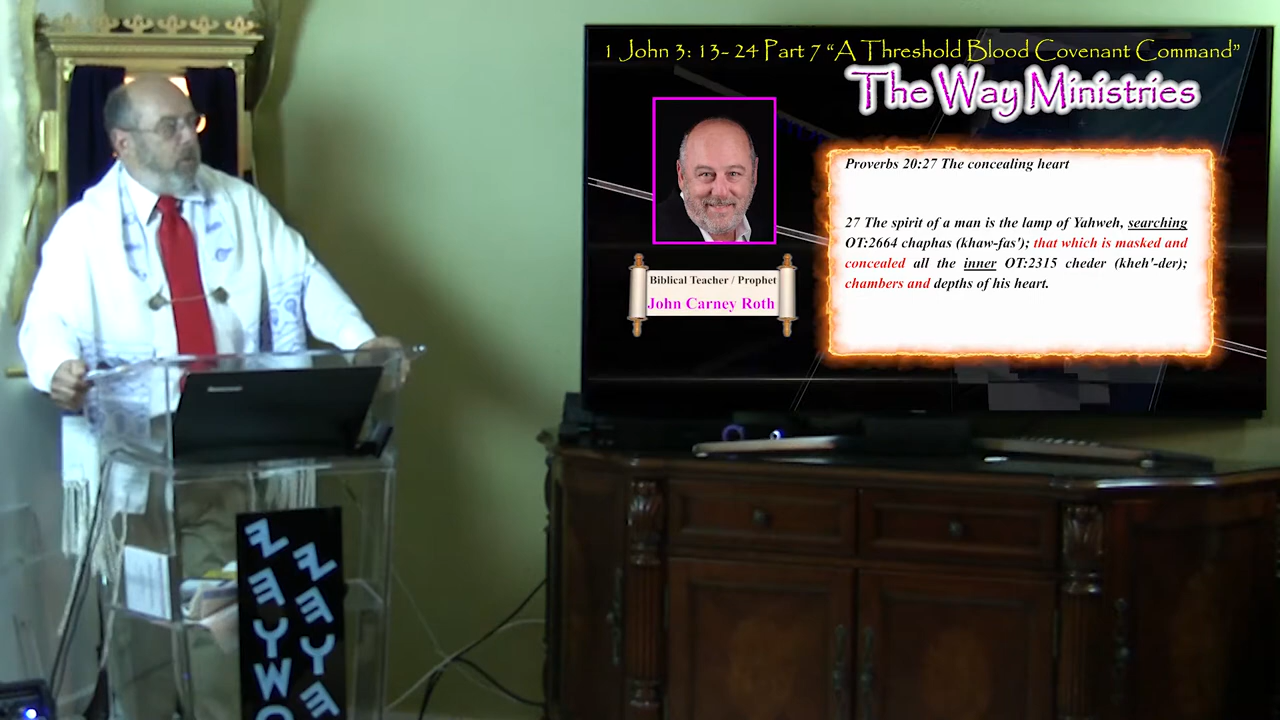 1 John 3: 13- 24 Part 7 “A Threshold Blood Covenant Command”
The Way Ministries
Proverbs 20:27 The concealing heart
27 The spirit of a man is the lamp of Yahweh, searching
OT:2664 chaphas (khaw-fas'); that which is masked and
concealed all the inner OT:2315 cheder (kheh'-der);
chambers and depths of his heart.
Biblical Teacher / Prophet
John Carney Roth
𐤉𐤄𐤅𐤄
𐤉𐤄𐤅𐤔𐤏